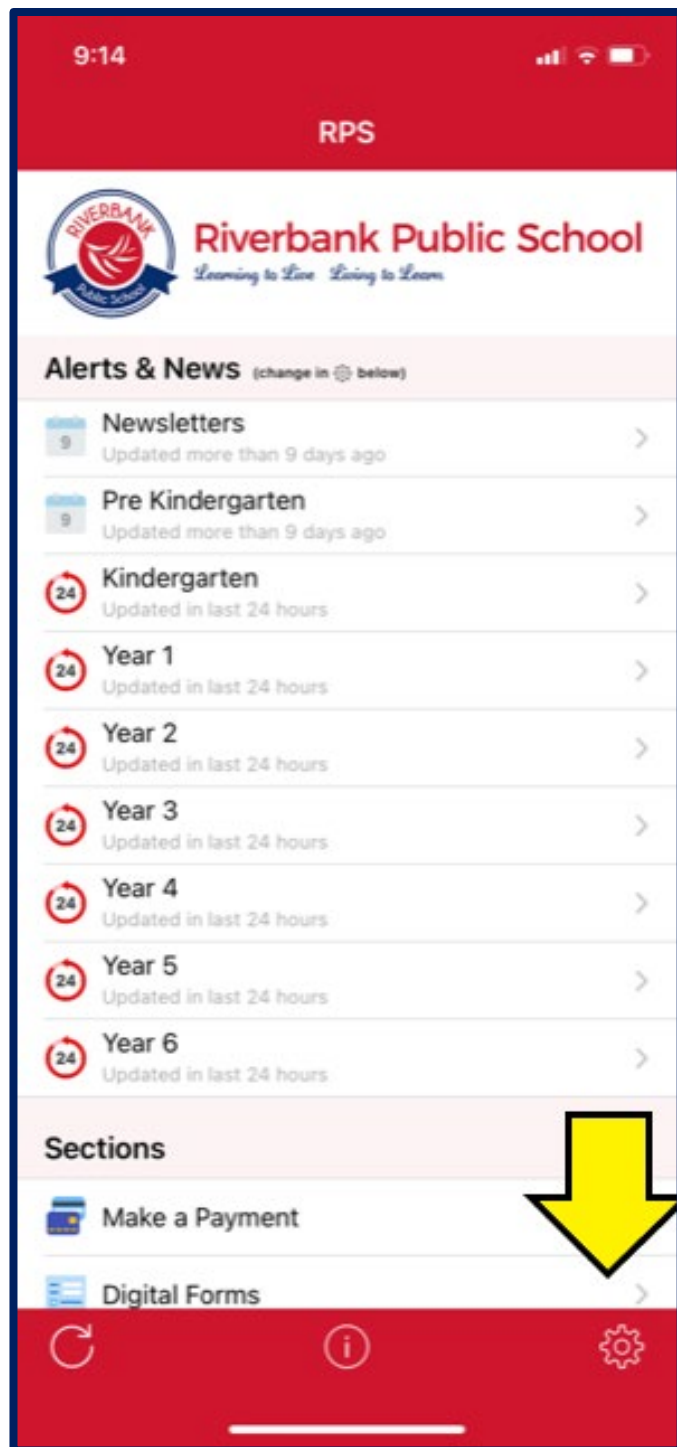 9:14
RPS
RIVERBANK
Public School
Riverbank Public School
Learning to Live Living to Learn
Alerts & News (change in below)
9
Newsletters
Updated more than 9 days ago
9
Pre Kindergarten
Updated more than 9 days ago
24
Kindergarten
Updated in last 24 hours
24
Year 1
Updated in last 24 hours
24
Year 2
Updated in last 24 hours
24
Year 3
Updated in last 24 hours
24
Year 4
Updated in last 24 hours
24
Year 5
Updated in last 24 hours
24
Year 6
Updated in last 24 hours
Sections
Make a Payment
Digital Forms
i